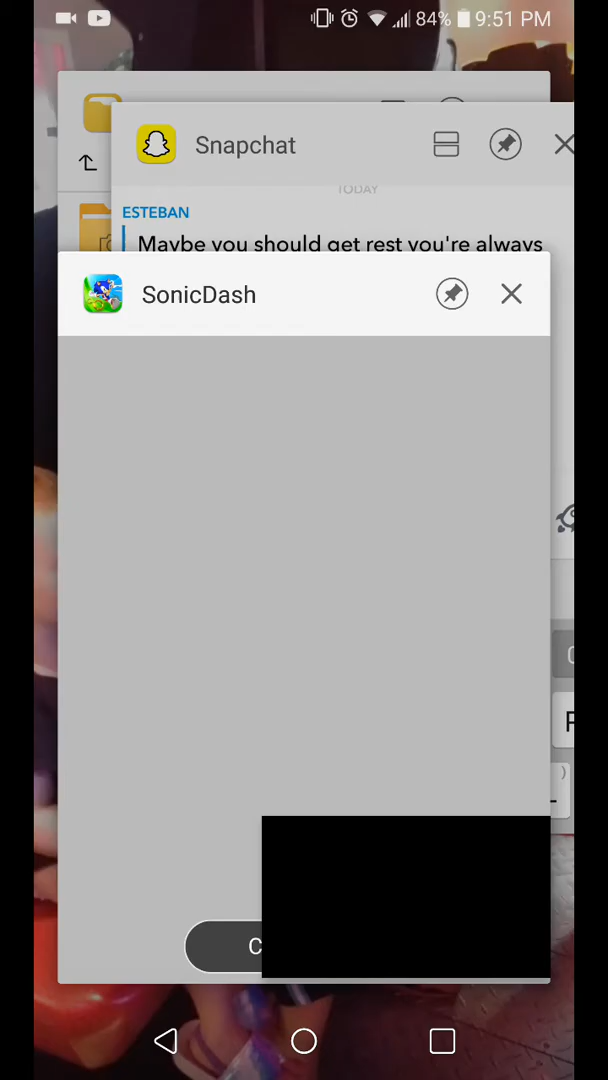 84% 9:51 PM
Snapchat
TODAY
ESTEBAN
Maybe you should get rest you're always
SonicDash
C